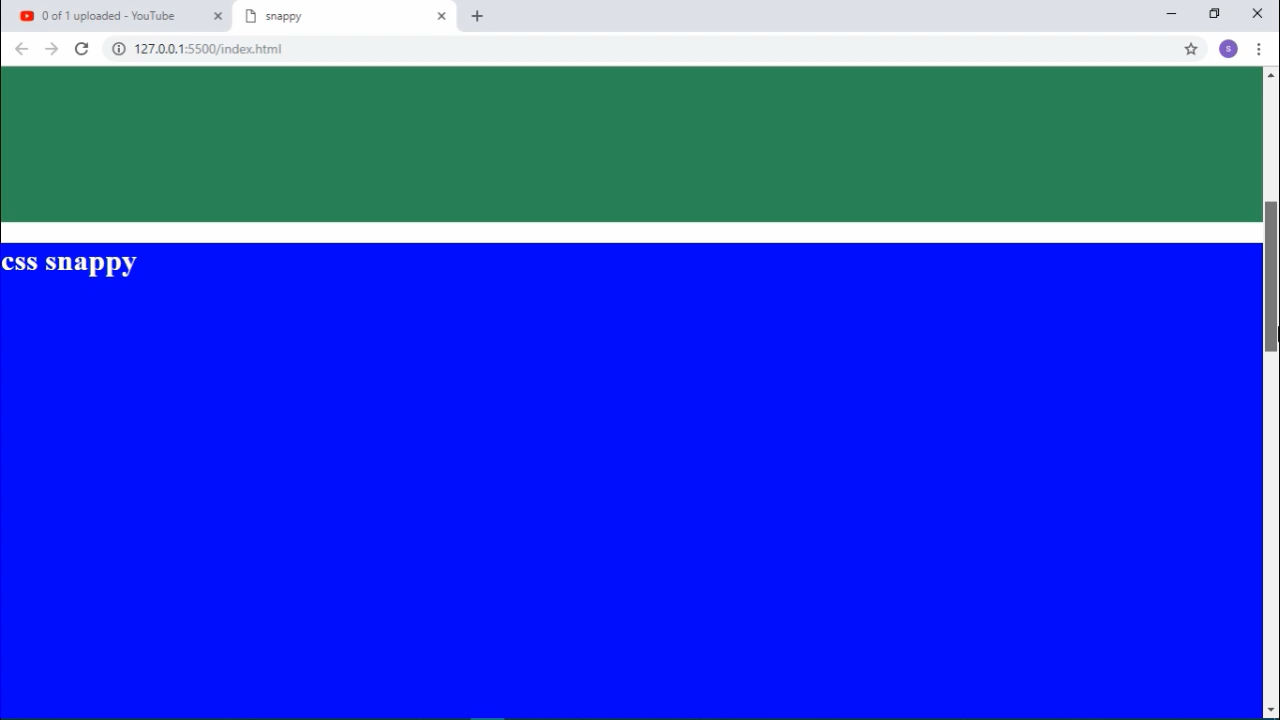 0 of 1 uploaded - YouTube
snappy
127.0.0.1:5500/index.html
s
css snappy